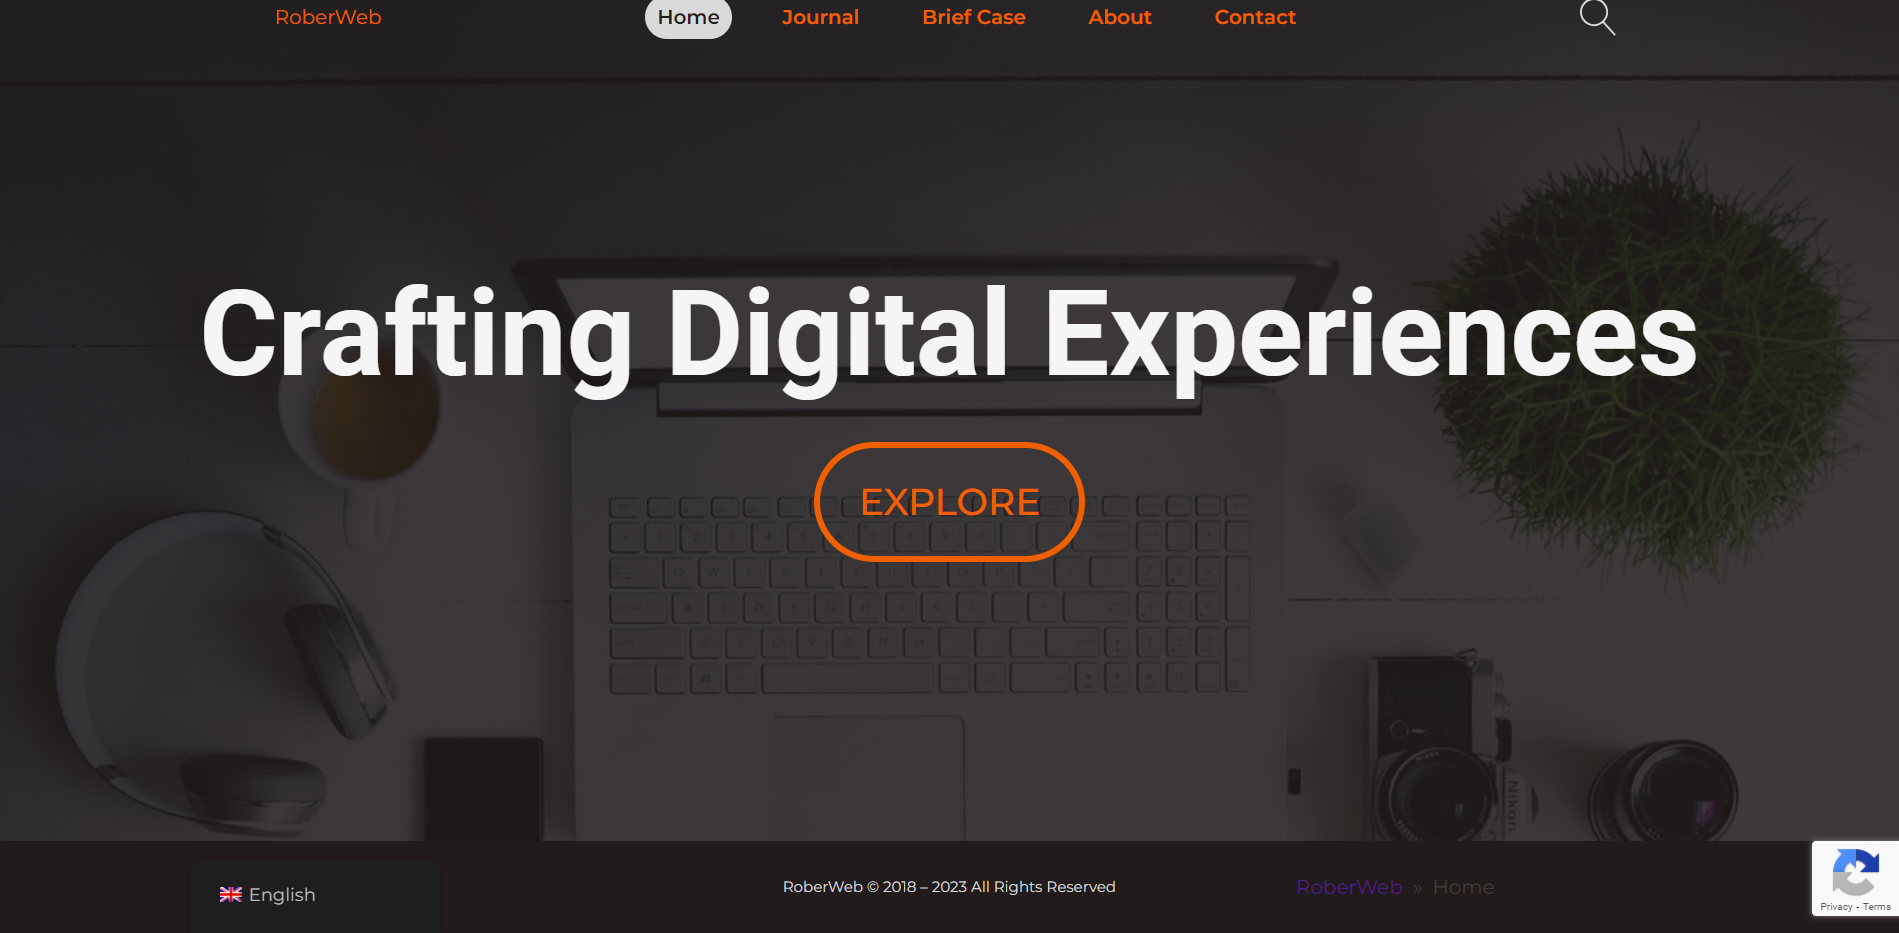 RoberWeb
Home
Journal
Brief Case
About
Contact
Crafting Digital Experiences
EXPLORE
Nikon
English
RoberWeb © 2018 – 2023 All Rights Reserved
RoberWeb » Home
Privacy - Terms